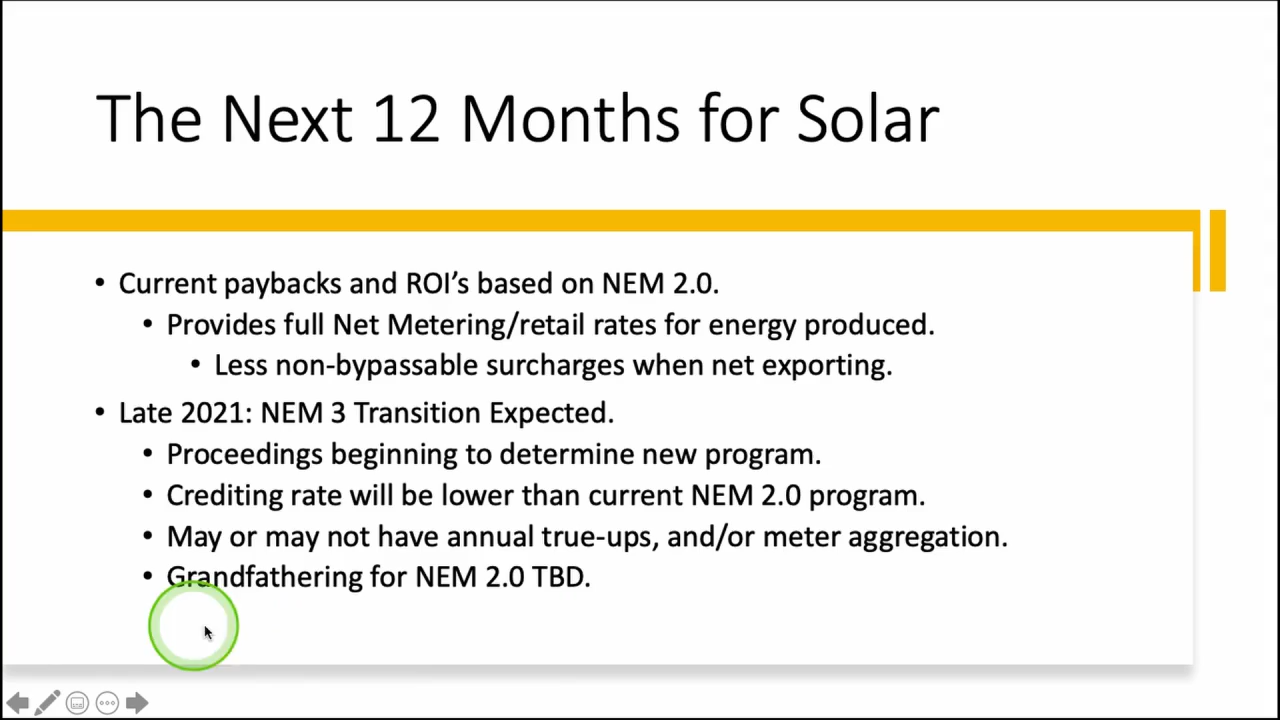 The Next 12 Months for Solar
• Current paybacks and ROI’s based on NEM 2.0.
• Provides full Net Metering/retail rates for energy produced.
• Less non-bypassable surcharges when net exporting.
• Late 2021: NEM 3 Transition Expected.
• Proceedings beginning to determine new program.
• Crediting rate will be lower than current NEM 2.0 program.
• May or may not have annual true-ups, and/or meter aggregation.
• Grandfathering for NEM 2.0 TBD.